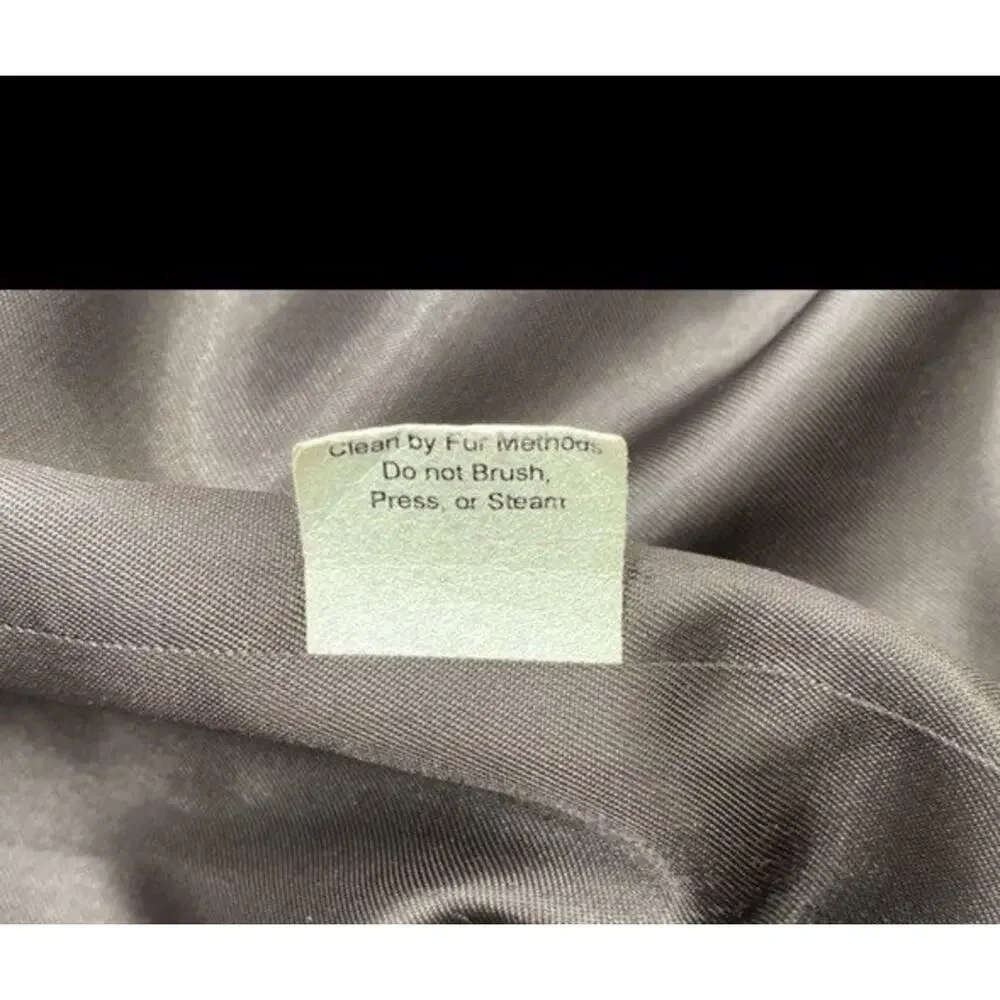 Clean by Fur Methods
Do not Brush,
Press, or Steam